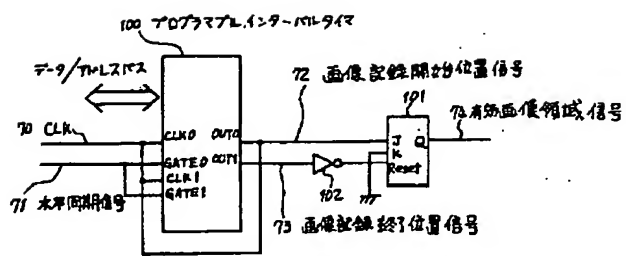 100 プログラマブル.インターバルタイマ
データ/アドレスバス
72 画像記録開始位置信号
101
70 CLK
CLK0 OUT0
J Q
有効画像領域信号
GATE0 OUT1
K
CLK1
Reset
71 水平同期信号
GATE1
102
73 画像記録終了位置信号